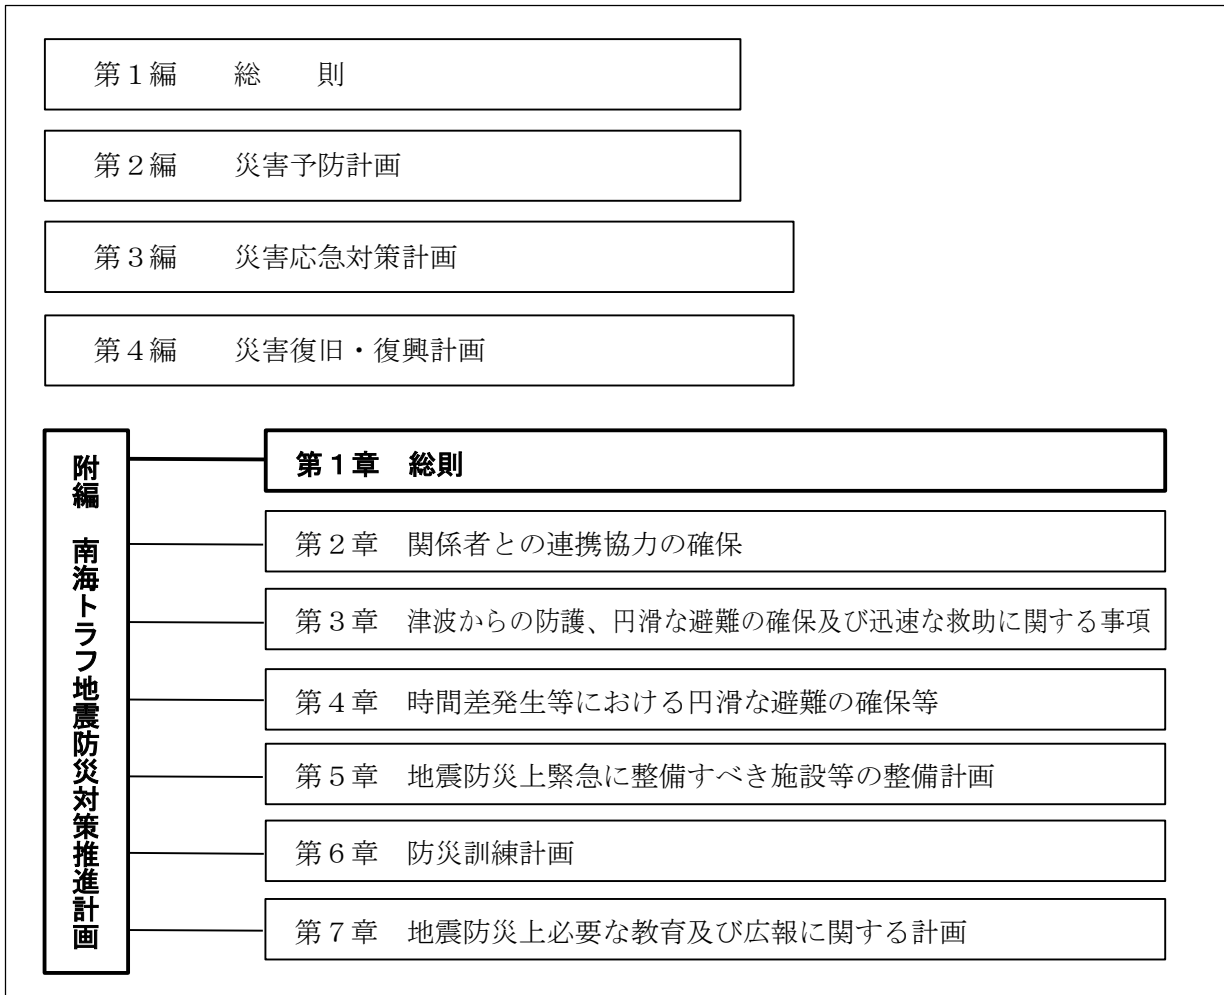 第１編　　総　　則
第２編　　災害予防計画
第３編　　災害応急対策計画
第４編　　災害復旧・復興計画
附編　南海トラフ地震防災対策推進計画
第１章　総則
第２章　関係者との連携協力の確保
第３章　津波からの防護、円滑な避難の確保及び迅速な救助に関する事項
第４章　時間差発生等における円滑な避難の確保等
第５章　地震防災上緊急に整備すべき施設等の整備計画
第６章　防災訓練計画
第７章　地震防災上必要な教育及び広報に関する計画